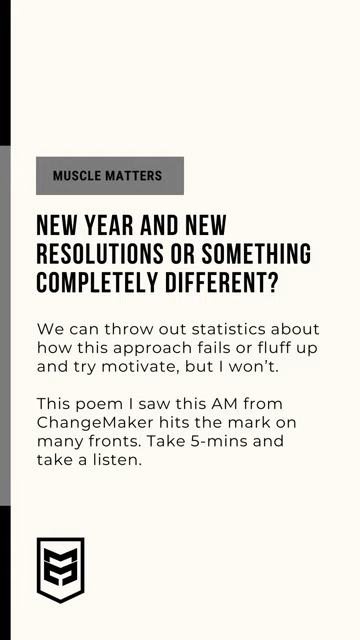 MUSCLE MATTERS
NEW YEAR AND NEW
RESOLUTIONS OR SOMETHING
COMPLETELY DIFFERENT?
We can throw out statistics about
how this approach fails or fluff up
and try motivate, but I won't.
This poem I saw this AM from
ChangeMaker hits the mark on
many fronts. Take 5-mins and
take a listen.